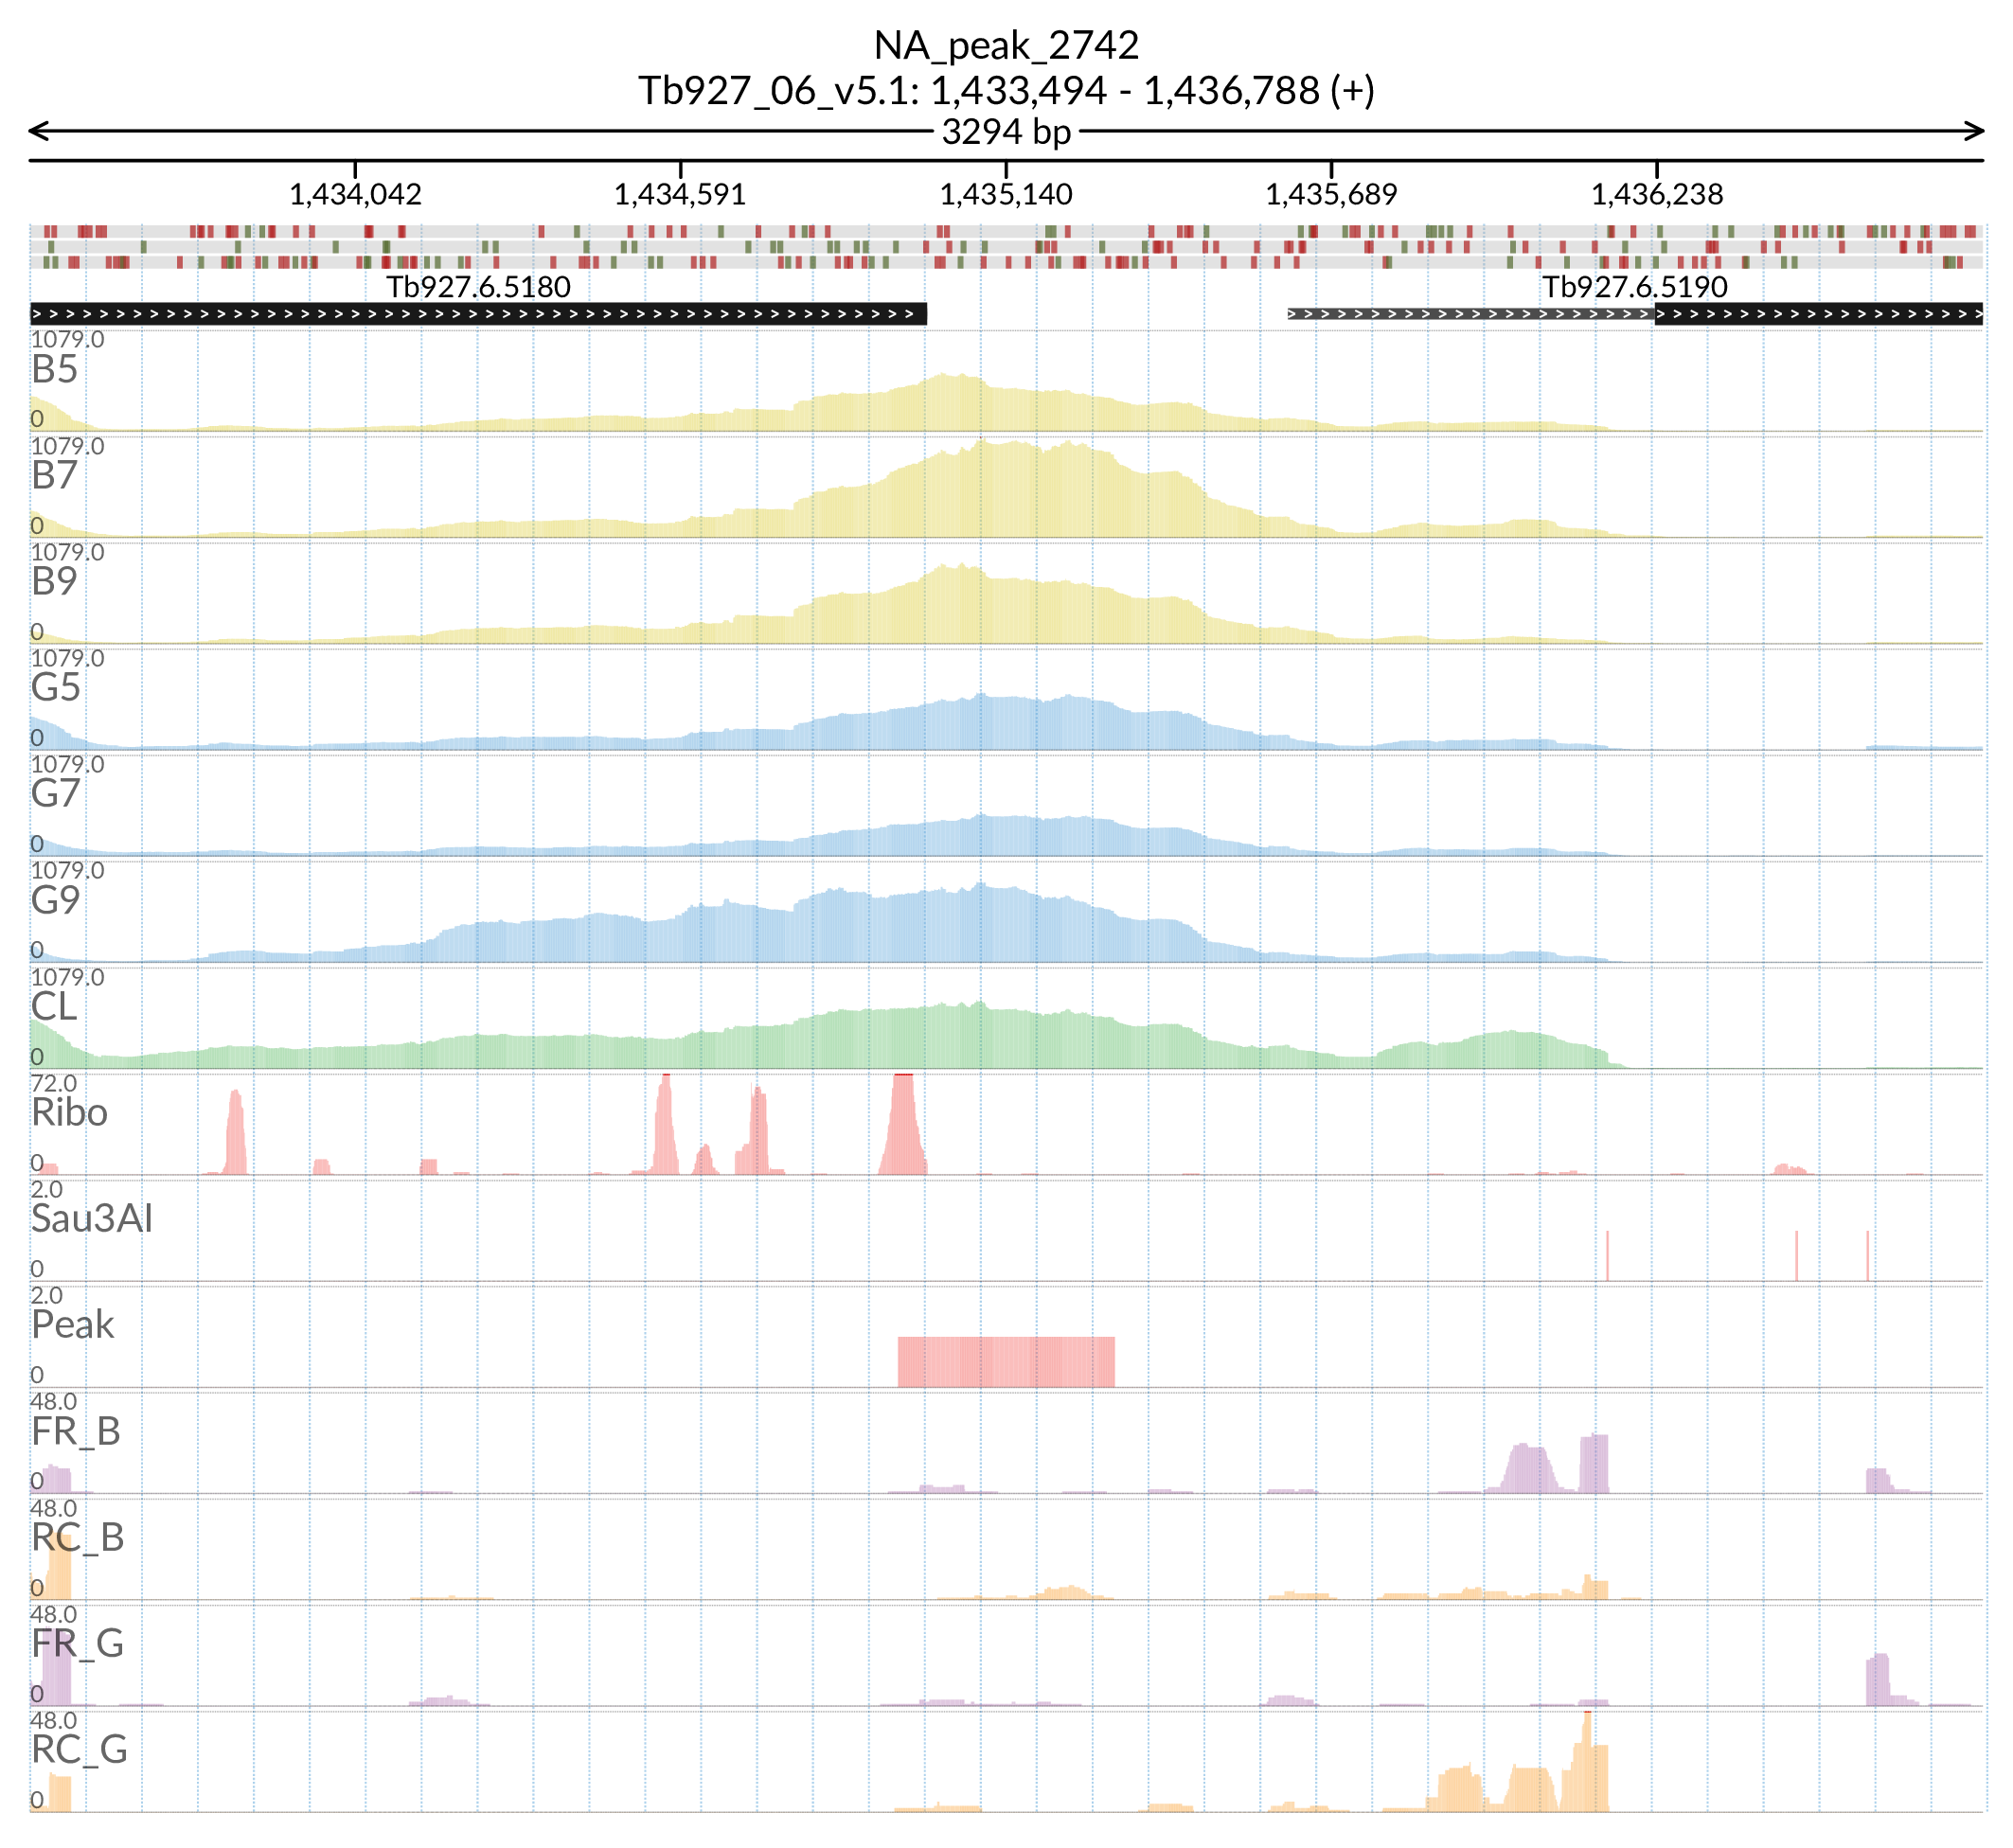 NA_peak_2742
Tb927_06_v5.1: 1,433,494 - 1,436,788 (+)
3294 bp
1,434,042 1,434,591 1,435,140 1,435,689 1,436,238
Tb927.6.5180 Tb927.6.5190
1079.0
B5
0
1079.0
B7
0
1079.0
B9
0
1079.0
G5
0
1079.0
G7
0
1079.0
G9
0
1079.0
CL
0
72.0
Ribo
0
2.0
Sau3AI
0
2.0
Peak
0
48.0
FR_B
0
48.0
RC_B
0
48.0
FR_G
0
48.0
RC_G
0